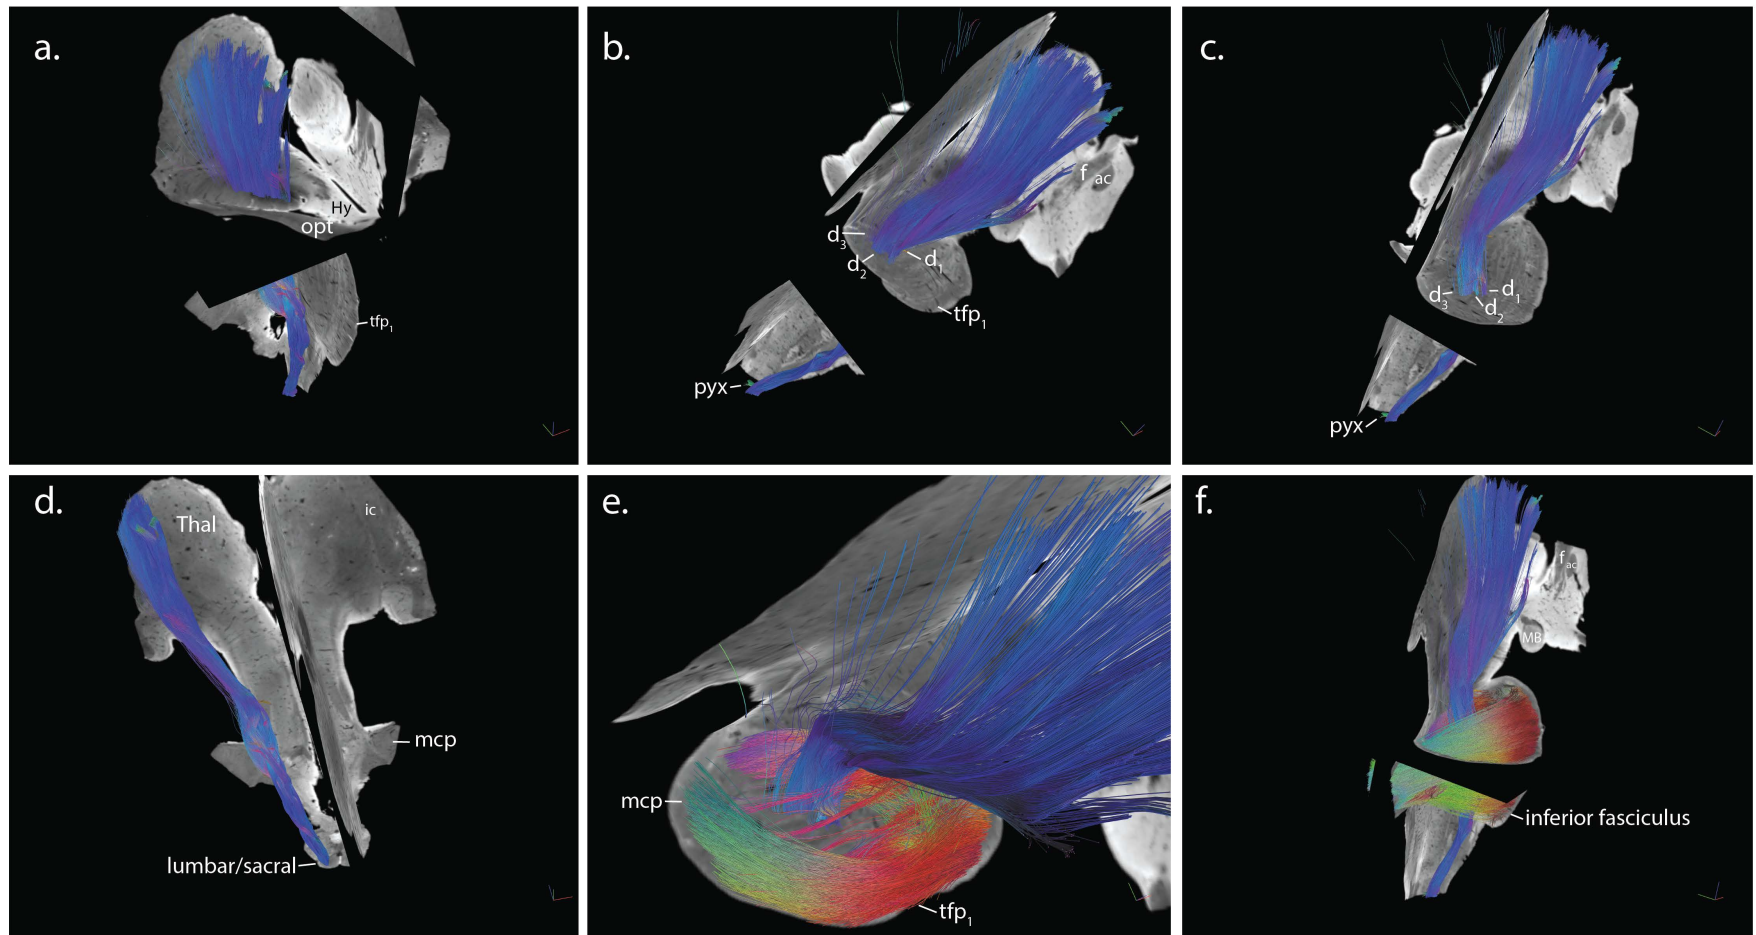 a.
Hy
opt
tfp1
b.
f ac
d3
d2
d1
tfp1
pyx
c.
d3
d2
d1
pyx
d.
Thal
ic
mcp
lumbar/sacral
e.
mcp
tfp1
f.
fac
MB
inferior fasciculus